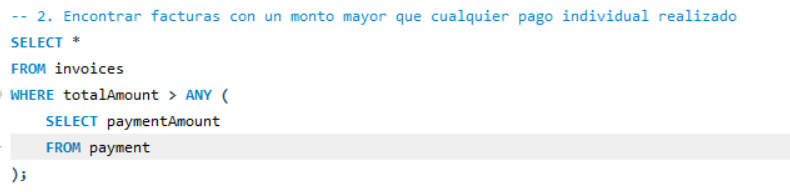 -- 2. Encontrar facturas con un monto mayor que cualquier pago individual realizado
SELECT *
FROM invoices
WHERE totalAmount > ANY (
    SELECT paymentAmount
    FROM payment
);